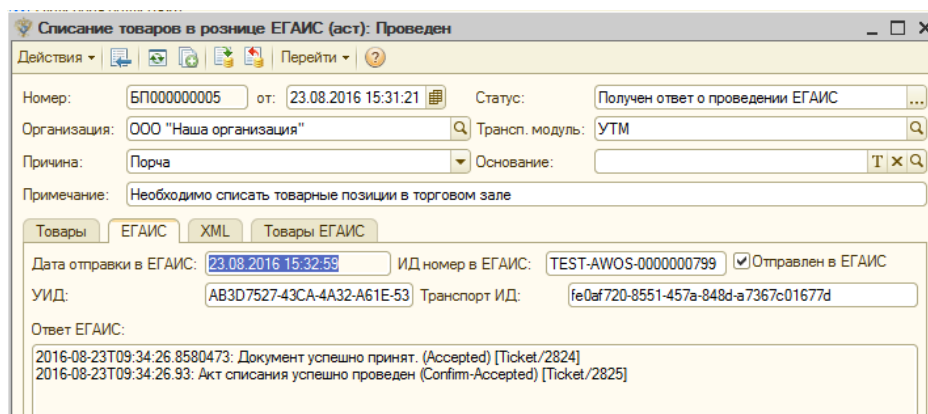 Списание товаров в рознице ЕГАИС (аст): Проведен
Действия Перейти
Номер: БП000000005 от: 23.08.2016 15:31:21 Статус: Получен ответ о проведении ЕГАИС ...
Организация: ООО "Наша организация" Трансп. модуль: УТМ
Причина: Порча Основание: T
Примечание: Необходимо списать товарные позиции в торговом зале
Товары ЕГАИС XML Товары ЕГАИС
Дата отправки в ЕГАИС: 23.08.2016 15:32:59 ИД номер в ЕГАИС: TEST-AWOS-0000000799 Отправлен в ЕГАИС
УИД: AB3D7527-43CA-4A32-A61E-53 Транспорт ИД: fe0af720-8551-457a-848d-a7367c01677d
Ответ ЕГАИС:
2016-08-23T09:34:26.8580473: Документ успешно принят. (Accepted) [Ticket/2824]
2016-08-23T09:34:26.93: Акт списания успешно проведен (Confirm-Accepted) [Ticket/2825]